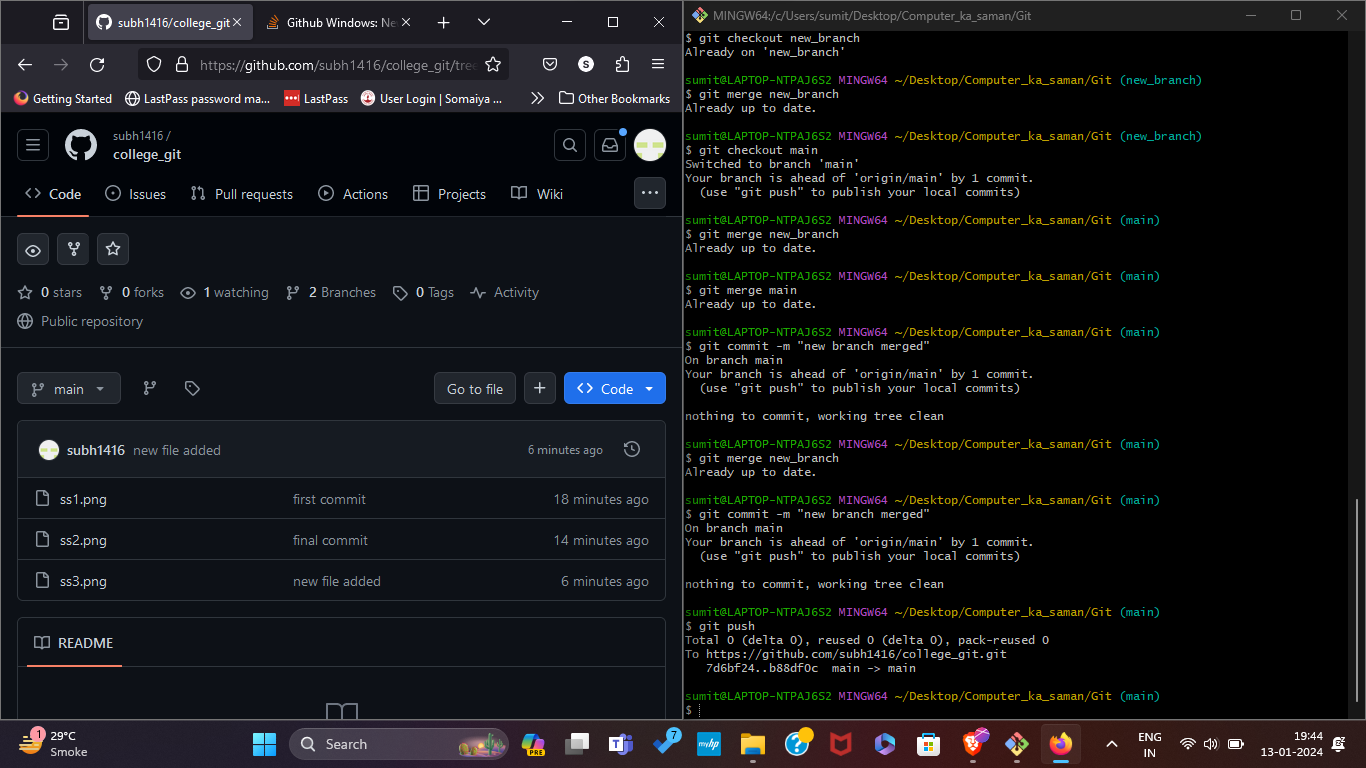 subh1416/college_git
Github Windows: Ne
https://github.com/subh1416/college_git/tree
S
Getting Started
LastPass password ma...
LastPass
User Login | Somaiya ...
Other Bookmarks
subh1416 /
college_git
Code
Issues
Pull requests
Actions
Projects
Wiki
0 stars
0 forks
1 watching
2 Branches
0 Tags
Activity
Public repository
main
Go to file
Code
subh1416 new file added 6 minutes ago
ss1.png first commit 18 minutes ago
ss2.png final commit 14 minutes ago
ss3.png new file added 6 minutes ago
README
MINGW64:/c/Users/sumit/Desktop/Computer_ka_saman/Git
$ git checkout new_branch
Already on 'new_branch'
sumit@LAPTOP-NTPAJ6S2 MINGW64 ~/Desktop/Computer_ka_saman/Git (new_branch)
$ git merge new_branch
Already up to date.
sumit@LAPTOP-NTPAJ6S2 MINGW64 ~/Desktop/Computer_ka_saman/Git (new_branch)
$ git checkout main
Switched to branch 'main'
Your branch is ahead of 'origin/main' by 1 commit.
(use "git push" to publish your local commits)
sumit@LAPTOP-NTPAJ6S2 MINGW64 ~/Desktop/Computer_ka_saman/Git (main)
$ git merge new_branch
Already up to date.
sumit@LAPTOP-NTPAJ6S2 MINGW64 ~/Desktop/Computer_ka_saman/Git (main)
$ git merge main
Already up to date.
sumit@LAPTOP-NTPAJ6S2 MINGW64 ~/Desktop/Computer_ka_saman/Git (main)
$ git commit -m "new branch merged"
On branch main
Your branch is ahead of 'origin/main' by 1 commit.
(use "git push" to publish your local commits)
nothing to commit, working tree clean
sumit@LAPTOP-NTPAJ6S2 MINGW64 ~/Desktop/Computer_ka_saman/Git (main)
$ git merge new_branch
Already up to date.
sumit@LAPTOP-NTPAJ6S2 MINGW64 ~/Desktop/Computer_ka_saman/Git (main)
$ git commit -m "new branch merged"
On branch main
Your branch is ahead of 'origin/main' by 1 commit.
(use "git push" to publish your local commits)
nothing to commit, working tree clean
sumit@LAPTOP-NTPAJ6S2 MINGW64 ~/Desktop/Computer_ka_saman/Git (main)
$ git push
Total 0 (delta 0), reused 0 (delta 0), pack-reused 0
To https://github.com/subh1416/college_git.git
7d6bf24..b88df0c main -> main
sumit@LAPTOP-NTPAJ6S2 MINGW64 ~/Desktop/Computer_ka_saman/Git (main)
$
1
29°C
Smoke
Search
PRE
7
myhp
ENG
IN
19:44
13-01-2024